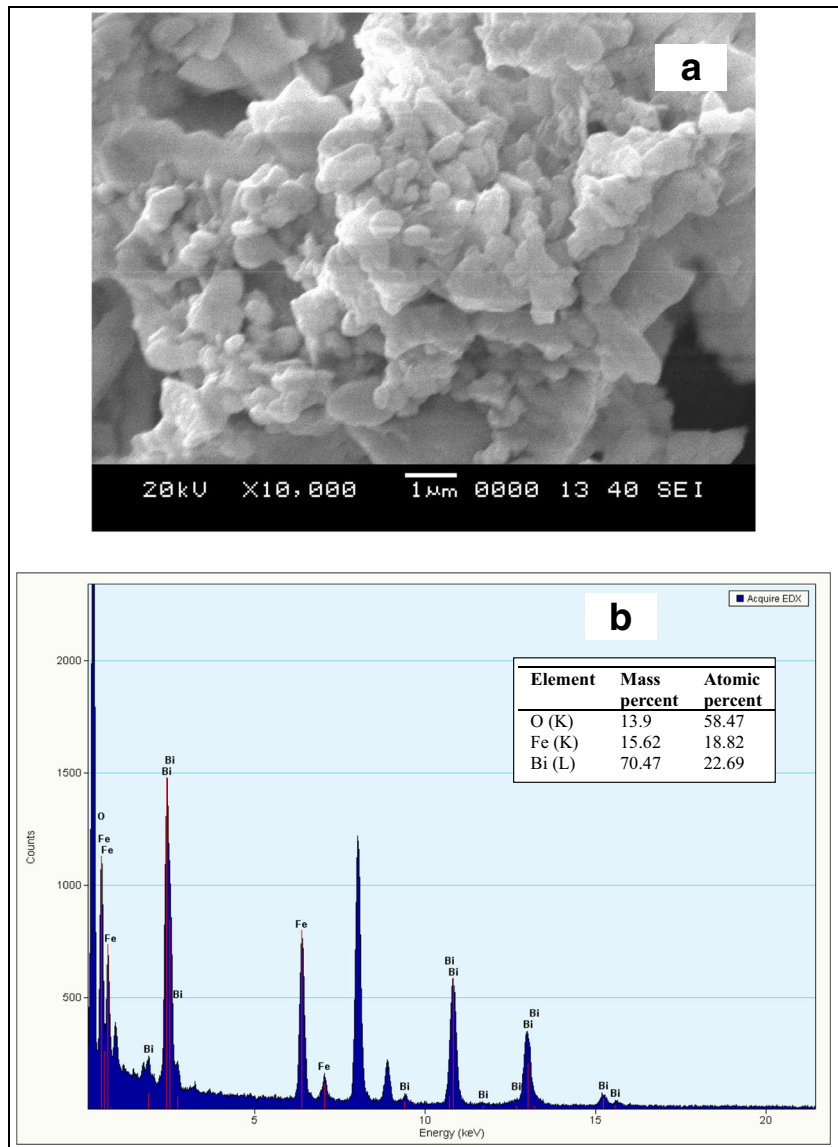 a
20kV X10,000 1μm 0000 13 40 SEI
b
Acquire EDX
Element Mass percent Atomic percent
O (K) 13.9 58.47
Fe (K) 15.62 18.82
Bi (L) 70.47 22.69
Counts
2000
1500
1000
500
O
Fe
Fe
Fe
Bi
Bi
Bi
Bi
Fe
Fe
Bi
Bi
Bi
Bi
Bi
Bi
Bi
Bi
Bi
5
10
15
20
Energy (keV)